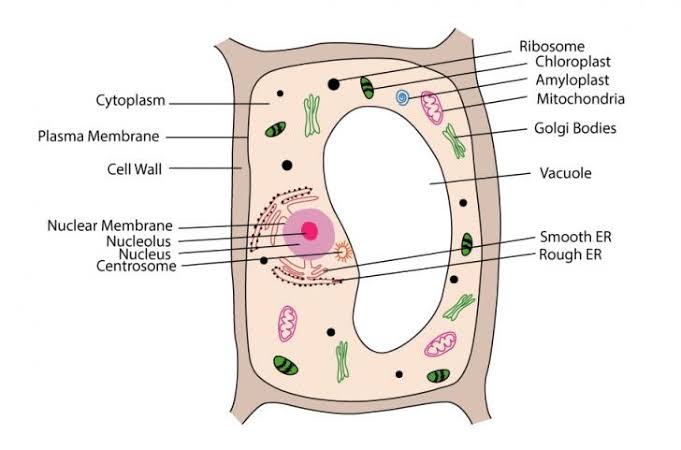 Ribosome
Chloroplast
Amyloplast
Mitochondria
Golgi Bodies
Vacuole
Smooth ER
Rough ER
Cytoplasm
Plasma Membrane
Cell Wall
Nuclear Membrane
Nucleolus
Nucleus
Centrosome